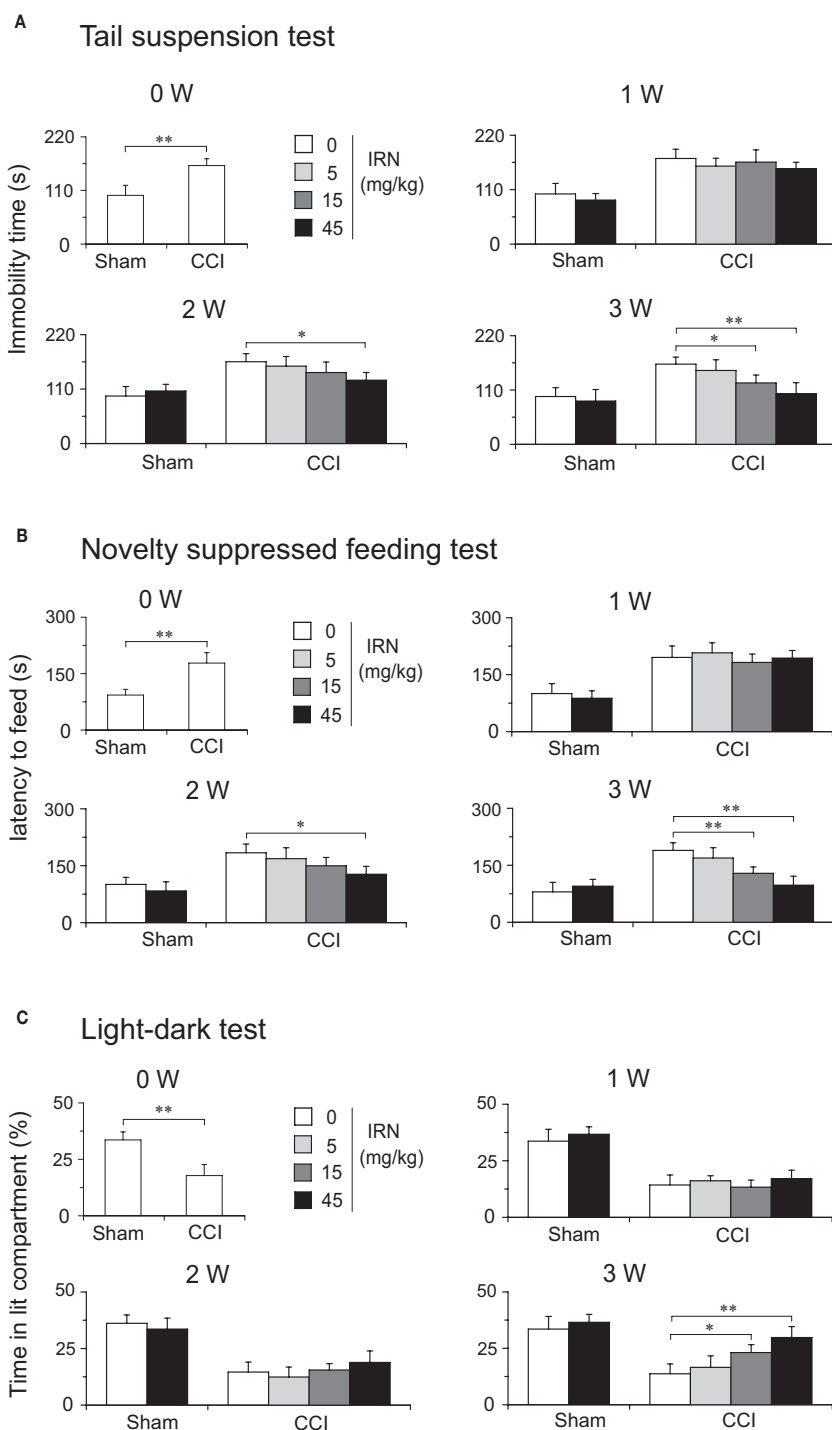 A
Tail suspension test
0 W
1 W
220
110
0
**
Sham
CCI
0
5
15
45
IRN
(mg/kg)
220
110
0
Sham
CCI
Immobility time (s)
2 W
3 W
220
110
0
*
Sham
CCI
220
110
0
**
*
Sham
CCI
B
Novelty suppressed feeding test
0 W
1 W
300
150
0
**
Sham
CCI
0
5
15
45
IRN
(mg/kg)
300
150
0
Sham
CCI
latency to feed (s)
2 W
3 W
300
150
0
*
Sham
CCI
300
150
0
**
**
Sham
CCI
C
Light-dark test
0 W
1 W
50
25
0
**
Sham
CCI
0
5
15
45
IRN
(mg/kg)
50
25
0
Sham
CCI
Time in lit compartment (%)
2 W
3 W
50
25
0
Sham
CCI
50
25
0
**
*
Sham
CCI